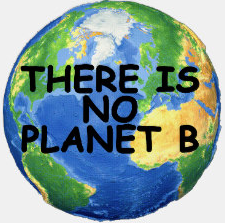 THERE IS
NO
PLANET B